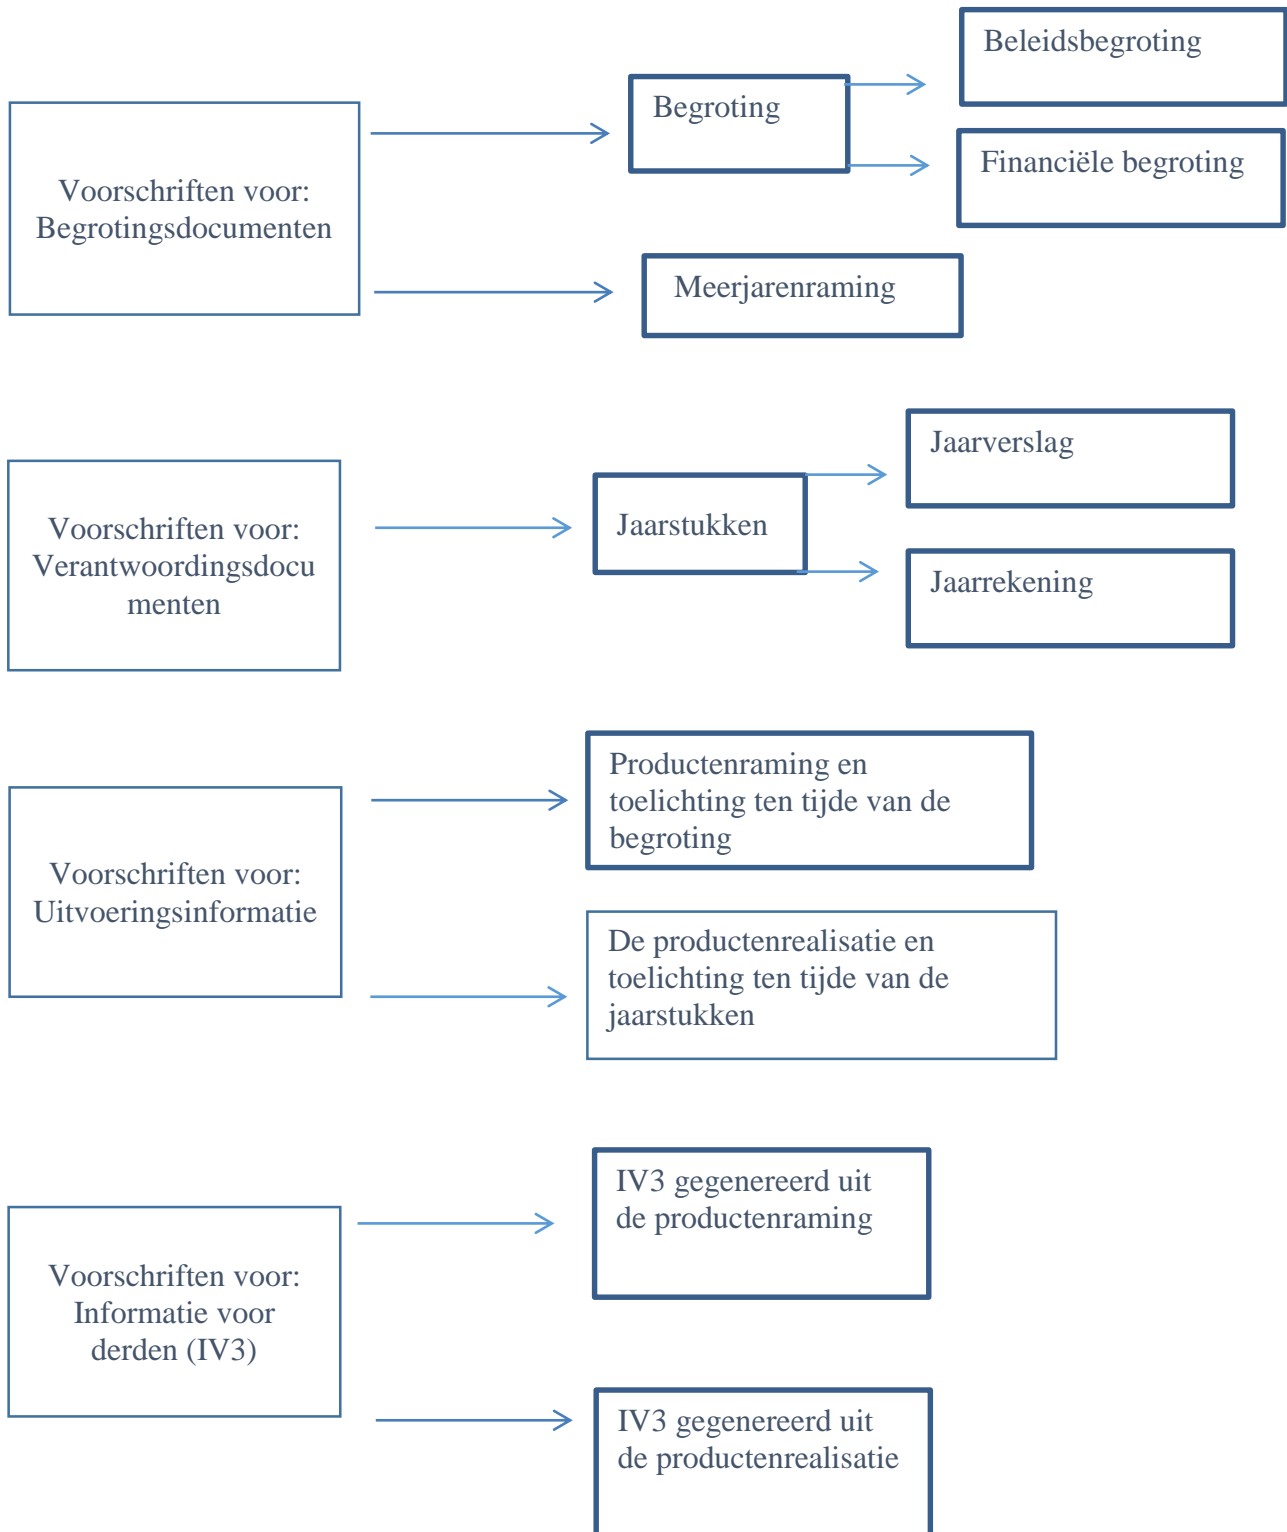 Voorschriften voor:
Begrotingsdocumenten
Begroting
Beleidsbegroting
Financiële begroting
Meerjarenraming
Voorschriften voor:
Verantwoordingsdocu
menten
Jaarstukken
Jaarverslag
Jaarrekening
Voorschriften voor:
Uitvoeringsinformatie
Productenraming en
toelichting ten tijde van de
begroting
De productenrealisatie en
toelichting ten tijde van de
jaarstukken
Voorschriften voor:
Informatie voor
derden (IV3)
IV3 gegenereerd uit
de productenraming
IV3 gegenereerd uit
de productenrealisatie